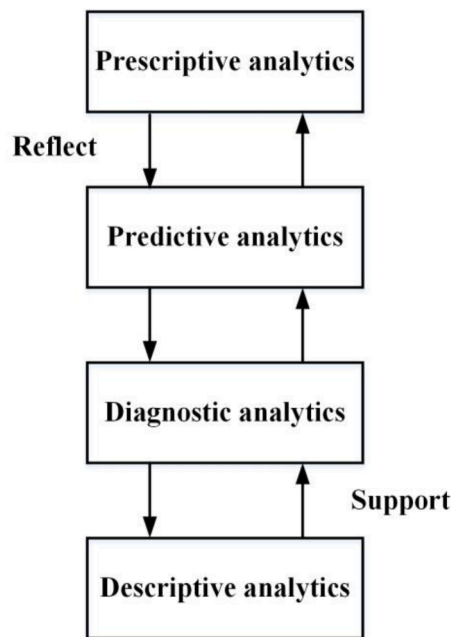 Prescriptive analytics
Reflect
Predictive analytics
Diagnostic analytics
Support
Descriptive analytics